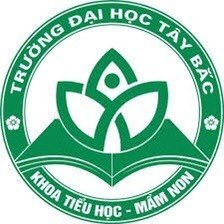 TRƯỜNG ĐẠI HỌC TÂY BẮC
KHOA TIỂU HỌC - MẦM NON